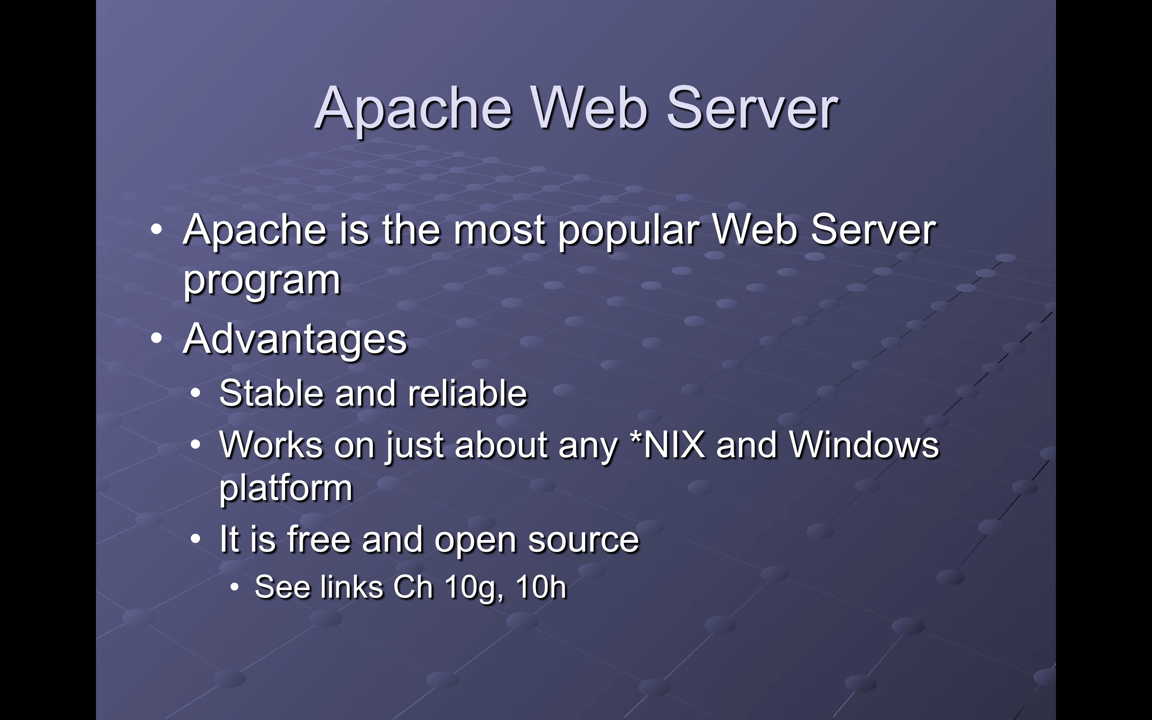 Apache Web Server
• Apache is the most popular Web Server
program
• Advantages
• Stable and reliable
• Works on just about any *NIX and Windows
platform
• It is free and open source
• See links Ch 10g, 10h